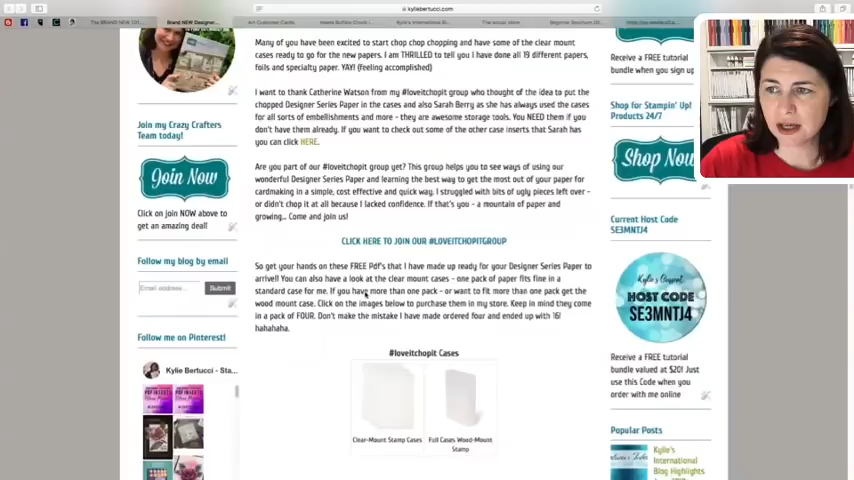 kyliebertucci.com
The BRAND NEW 101...
Brand NEW Designer...
Art Customer Cards
Kylie's International Bl...
The social store
Many of you have been excited to start chop chop chopping and have some of the clear mount
cases ready to go for the new papers. I am THRILLED to tell you I have done all 19 different papers,
foils and specialty paper. YAY! (feeling accomplished)
I want to thank Catherine Watson from my #loveitchopit group who thought of the idea to put the
chopped Designer Series Paper in the cases and also Sarah Berry as she has always used the cases
for all sorts of embellishments and more - they are awesome storage tools. You NEED them if you
don't have them already. If you want to check out some of the other case inserts that Sarah has
you can click HERE.
Are you part of our #loveitchopit group yet? This group helps you to see ways of using our
wonderful Designer Series Paper and learning the best way to get the most out of your paper for
cardmaking in a simple, cost effective and quick way. I struggled with bits of ugly pieces left over -
or didn't chop it at all because I lacked confidence. If that's you - a mountain of paper and
growing... Come and join us!
CLICK HERE TO JOIN OUR #LOVEITCHOPITGROUP
So get your hands on these FREE Pdf's that I have made up ready for your Designer Series Paper to
arrive!! You can also have a look at the clear mount cases - one pack of paper fits fine in a
standard case for me. If you have more than one pack - or want to fit more than one pack get the
wood mount case. Click on the images below to purchase them in my store. Keep in mind they come
in a pack of FOUR. Don't make the mistake I have made ordered four and ended up with 16!
hahahaha.
#loveitchopit Cases
Clear-Mount Stamp Cases
Full Cases Wood-Mount
Stamp
Join my Crazy Crafters
Team today!
Join Now
Click on join NOW above to
get an amazing deal!
Follow my blog by email
Email address...
Submit
Follow me on Pinterest!
Kylie Bertucci - Sta...
Receive a FREE tutorial
bundle when you sign up
Shop for Stampin' Up!
Products 24/7
Shop Now
Current Host Code
SE3MNTJ4
Kylie's Current
HOST CODE
SE3MNTJ4
Receive a FREE tutorial
bundle valued at $20! Just
use this Code when you
order with me online
Popular Posts
Kylie's
International
Blog Highlights